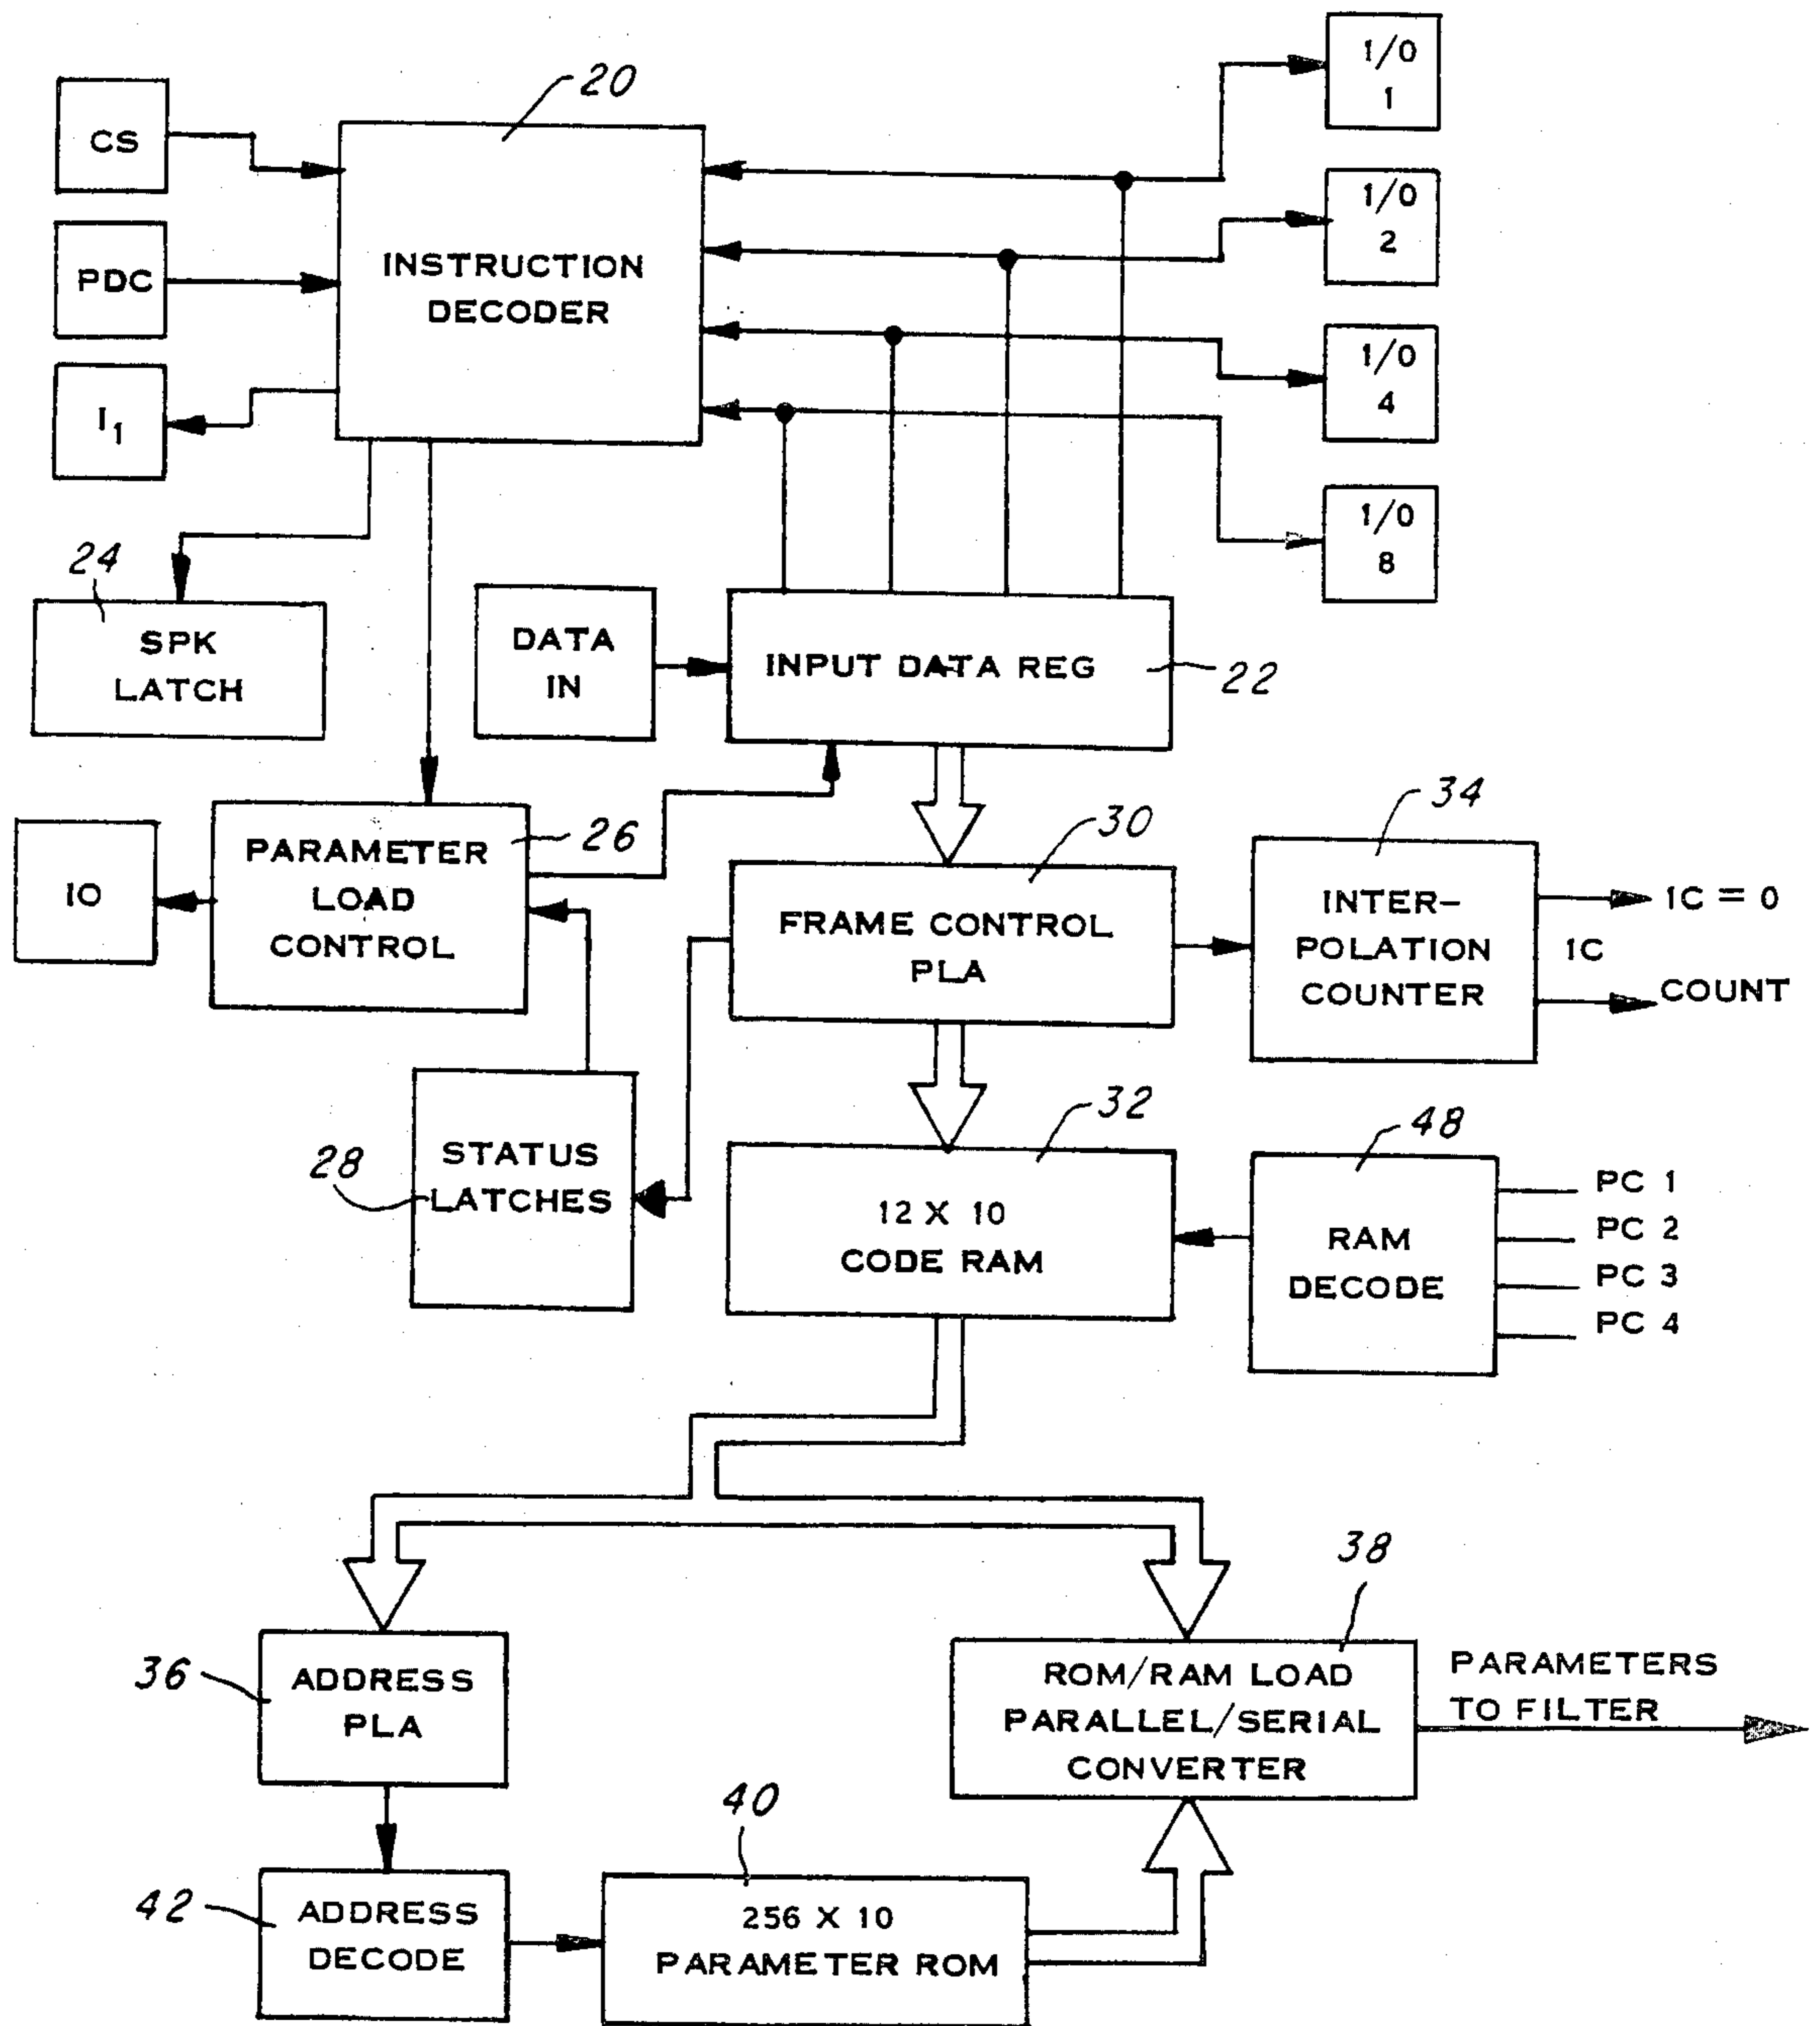 20
1/0
1
CS
1/0
2
PDC
INSTRUCTION
DECODER
1/0
4
I1
1/0
8
24
SPK
LATCH
DATA
IN
INPUT DATA REG
22
34
30
26
PARAMETER
LOAD
CONTROL
IO
FRAME CONTROL
PLA
INTER-
POLATION
COUNTER
IC = 0
IC
COUNT
32
48
28
STATUS
LATCHES
12 X 10
CODE RAM
RAM
DECODE
PC 1
PC 2
PC 3
PC 4
38
36
ADDRESS
PLA
ROM/RAM LOAD
PARALLEL/SERIAL
CONVERTER
PARAMETERS
TO FILTER
40
42
ADDRESS
DECODE
256 X 10
PARAMETER ROM